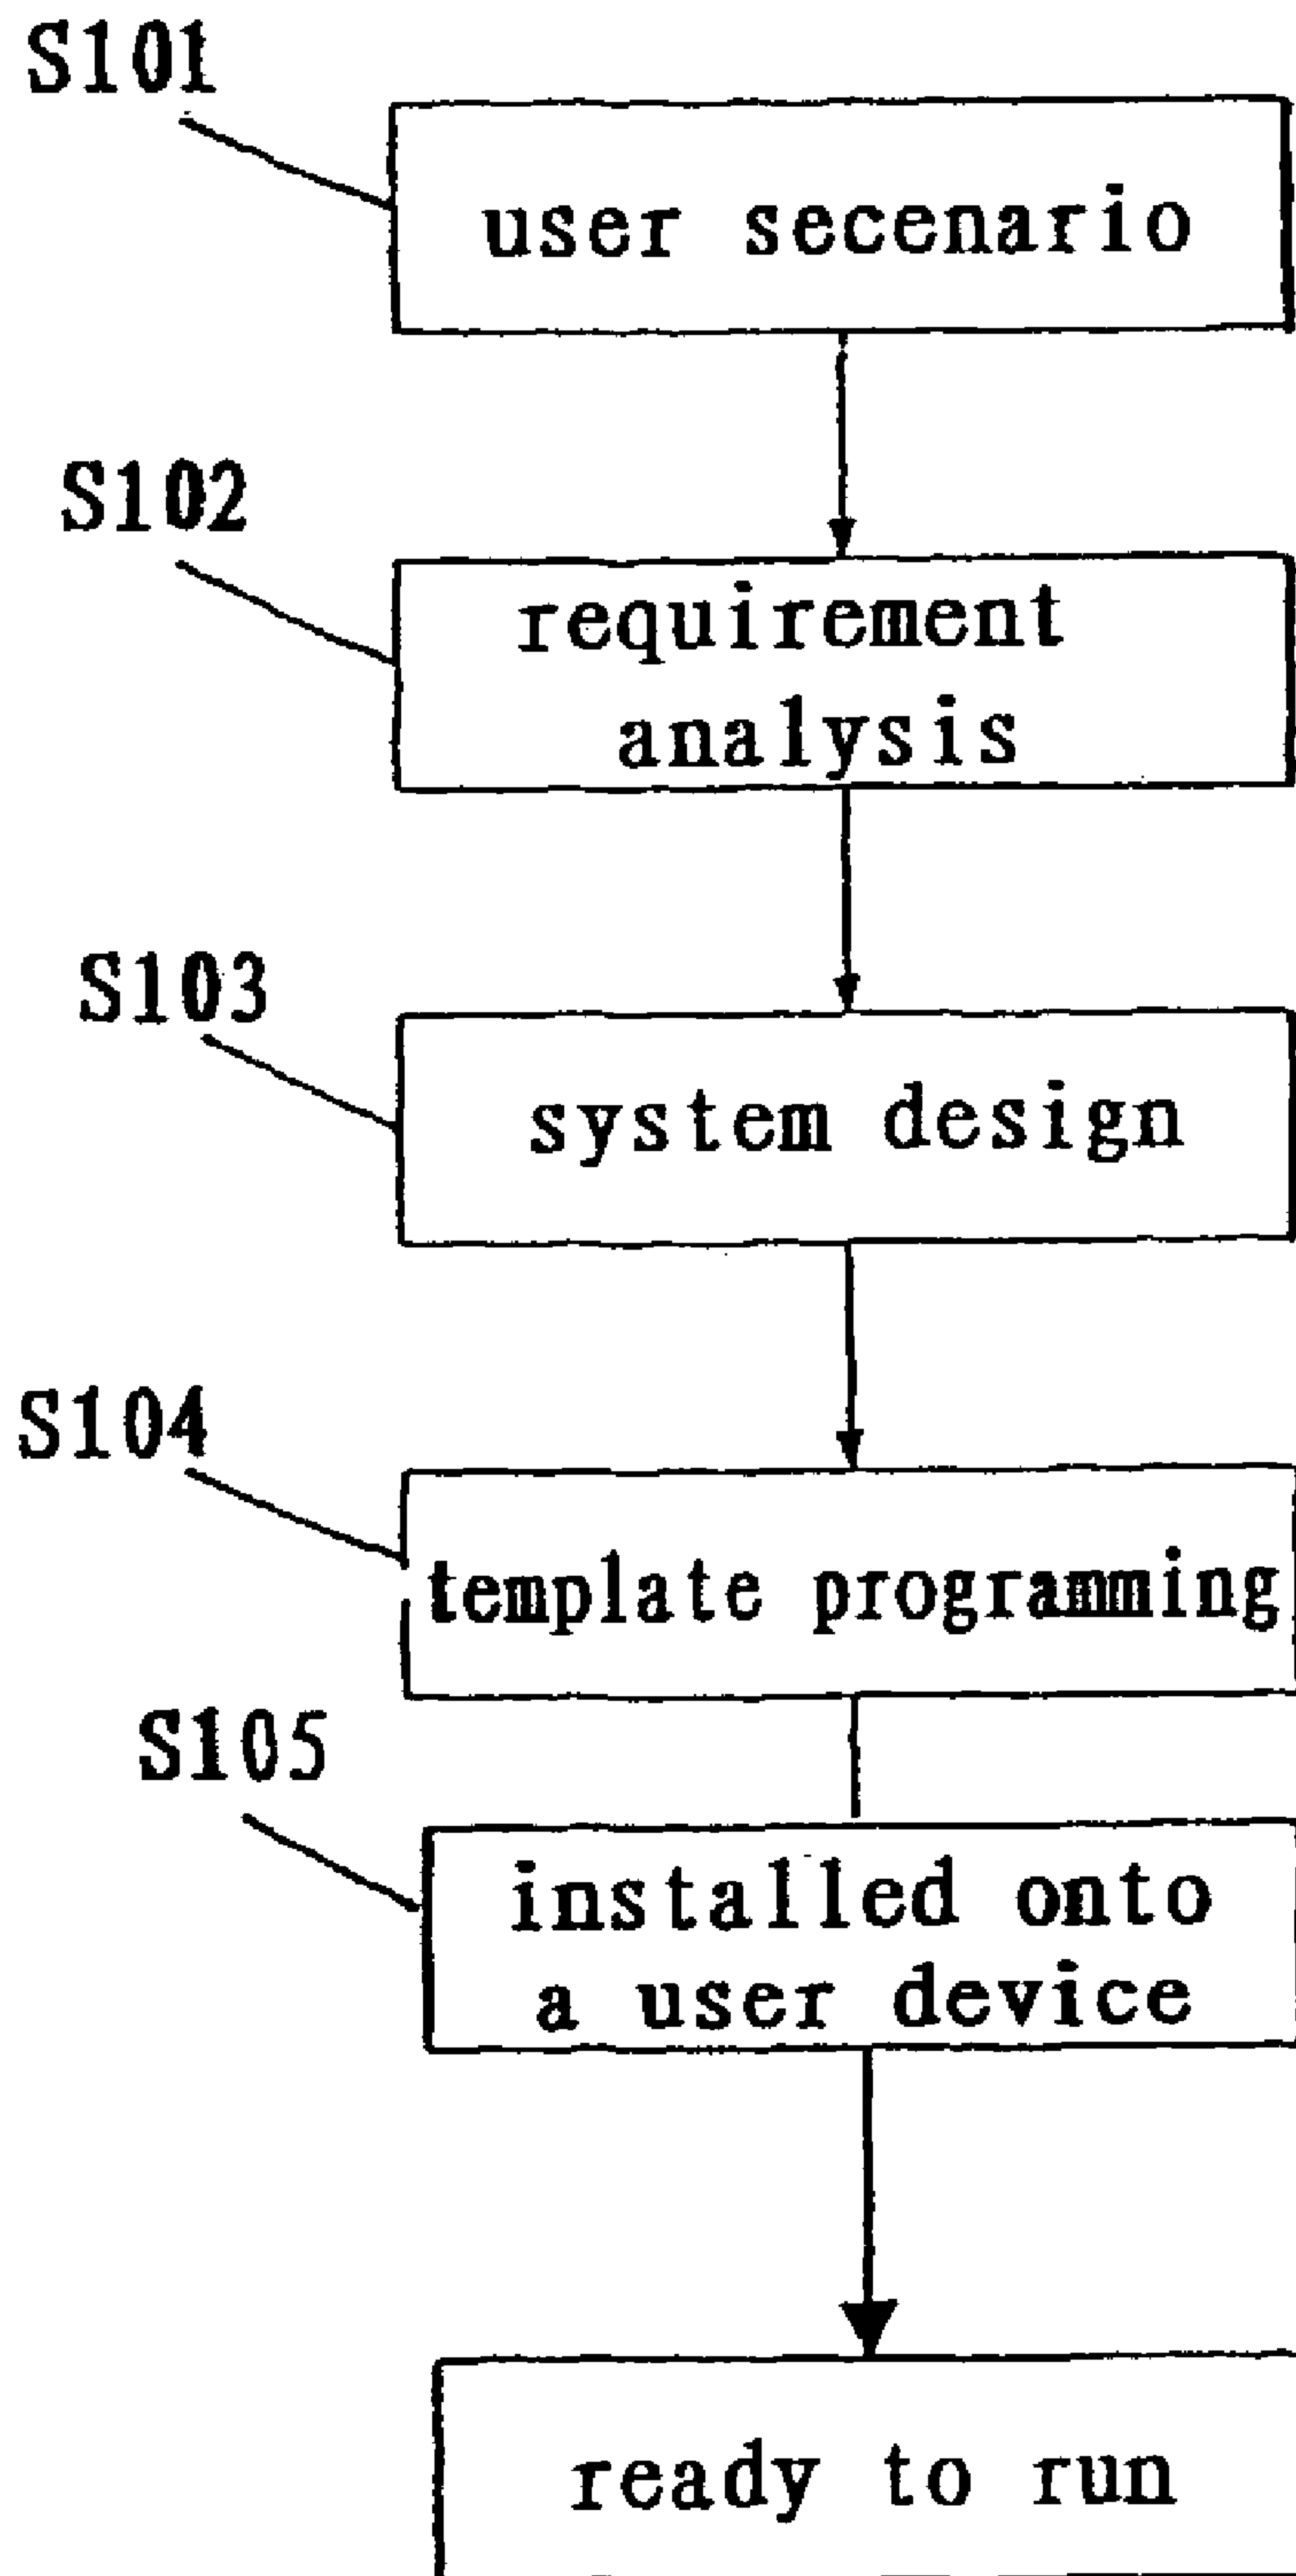 S101
user secenario
S102
requirement
analysis
S103
system design
S104
template programming
S105
installed onto
a user device
ready to run